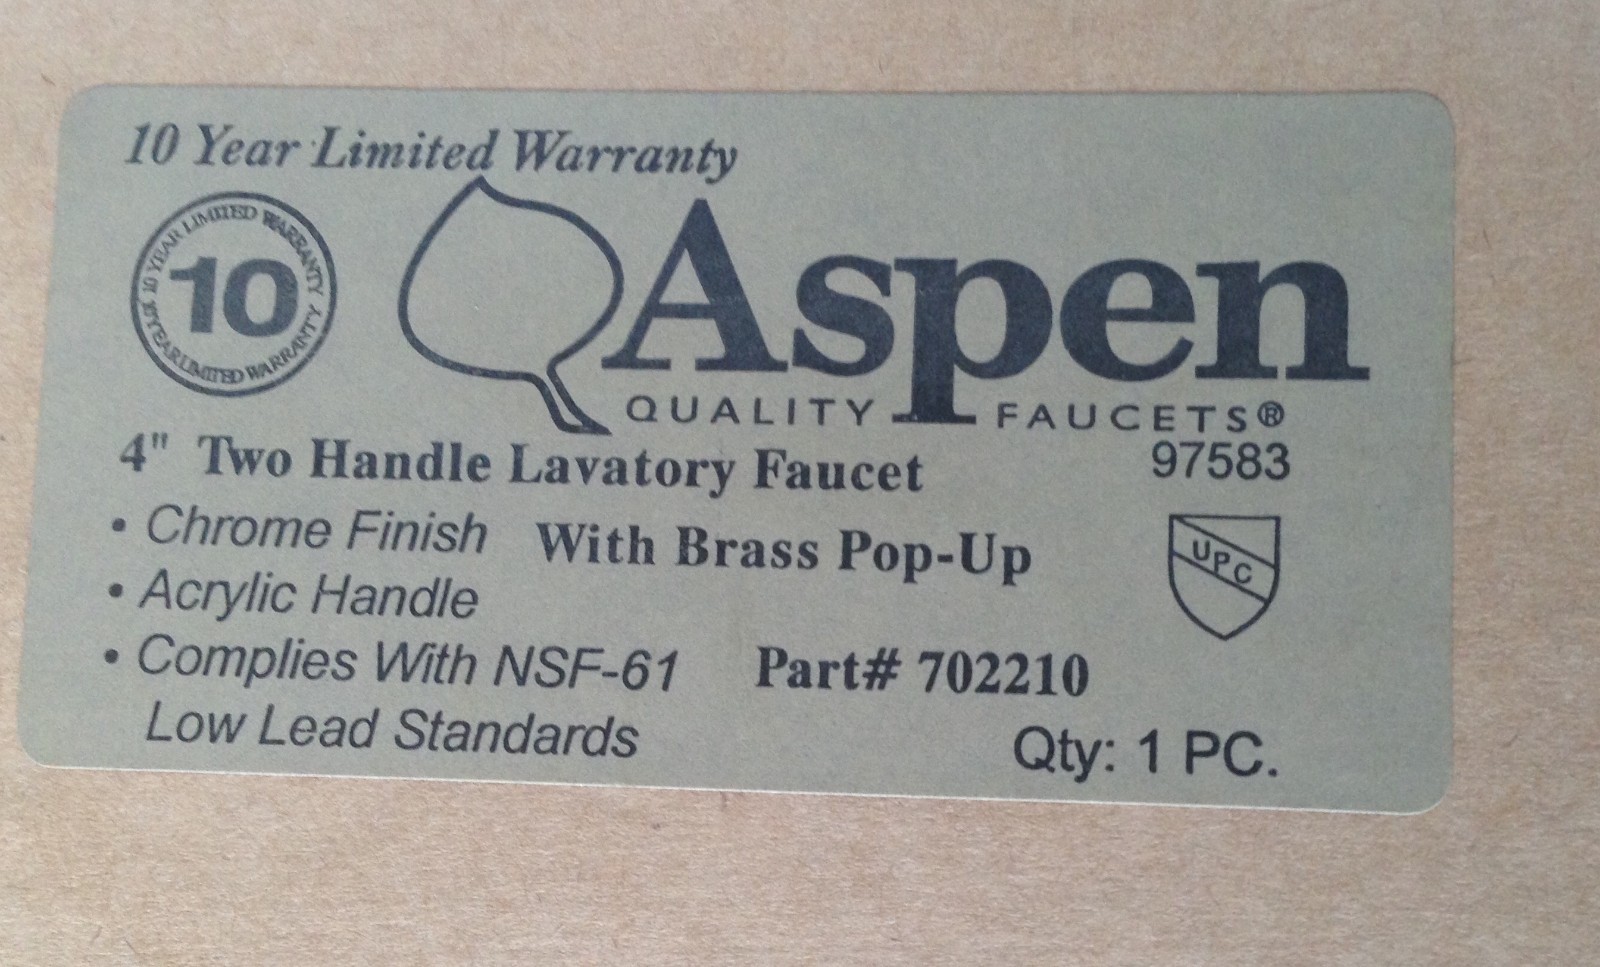 10 Year Limited Warranty
10 YEAR LIMITED WARRANTY 10 YEAR LIMITED WARRANTY
10
Aspen
QUALITY FAUCETS®
4" Two Handle Lavatory Faucet
97583
• Chrome Finish
With Brass Pop-Up
UPC
• Acrylic Handle
• Complies With NSF-61
Low Lead Standards
Part# 702210
Qty: 1 PC.